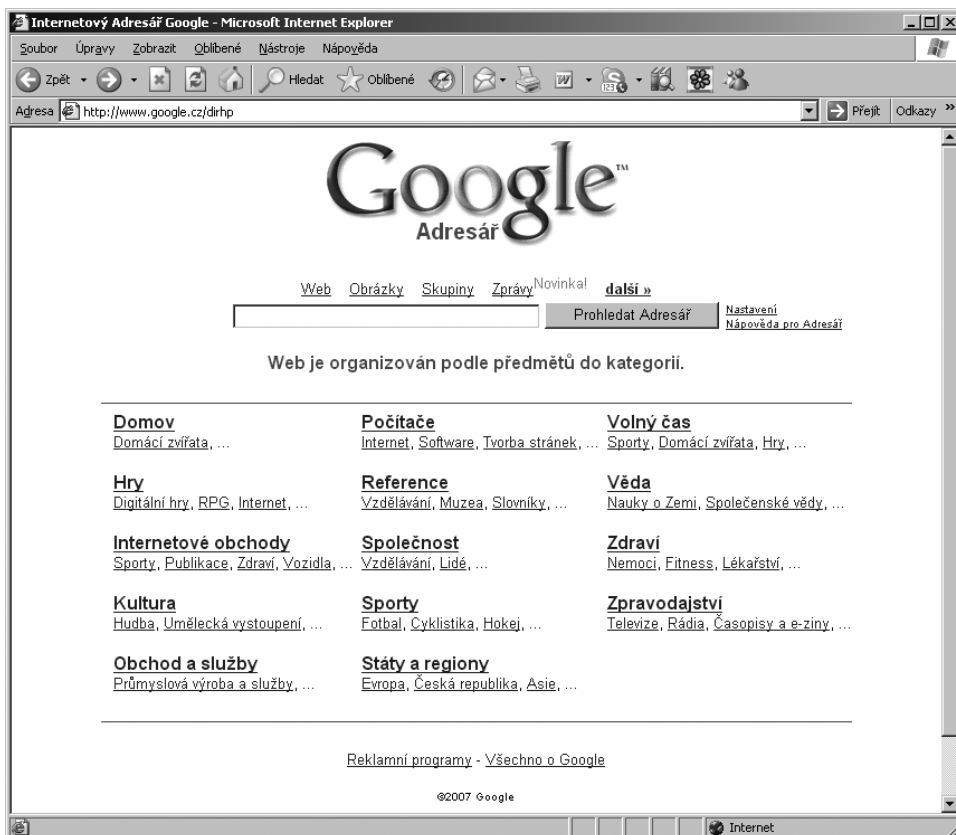 Internetový Adresář Google - Microsoft Internet Explorer
Soubor Úpravy Zobrazit Oblíbené Nástroje Nápověda
Zpět Hledat Oblíbené
Adresa http://www.google.cz/dirhp Přejít Odkazy »
Google™
Adresář
Web Obrázky Skupiny Zprávy Novinka! další »
Prohledat Adresář Nastavení
Nápověda pro Adresář
Web je organizován podle předmětů do kategorií.
Domov
Domácí zvířata, ...
Počítače
Internet, Software, Tvorba stránek, ...
Volný čas
Sporty, Domácí zvířata, Hry, ...
Hry
Digitální hry, RPG, Internet, ...
Reference
Vzdělávání, Muzea, Slovníky, ...
Věda
Nauky o Zemi, Společenské vědy, ...
Internetové obchody
Sporty, Publikace, Zdraví, Vozidla, ...
Společnost
Vzdělávání, Lidé, ...
Zdraví
Nemoci, Fitness, Lékařství, ...
Kultura
Hudba, Umělecká vystoupení, ...
Sporty
Fotbal, Cyklistika, Hokej, ...
Zpravodajství
Televize, Rádia, Časopisy a e-ziny, ...
Obchod a služby
Průmyslová výroba a služby, ...
Státy a regiony
Evropa, Česká republika, Asie, ...
Reklamní programy - Všechno o Google
©2007 Google
Internet